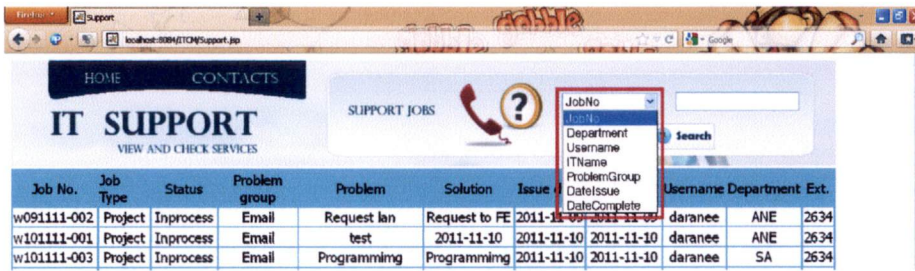 Firefox
Support
localhost:8084/ITCM/Support.jsp
Google
HOME CONTACTS
IT SUPPORT
VIEW AND CHECK SERVICES
SUPPORT JOBS
JobNo
JobNo
Department
Username
ITName
ProblemGroup
DateIssue
DateComplete
Search
Job No. Job Type Status Problem group Problem Solution Issue Username Department Ext.
w091111-002 Project Inprocess Email Request lan Request to FE 2011-11-09 2011-11-09 daranee ANE 2634
w101111-001 Project Inprocess Email test 2011-11-10 2011-11-10 2011-11-10 daranee ANE 2634
w101111-003 Project Inprocess Email Programmimg Programmimg 2011-11-10 2011-11-10 daranee SA 2634